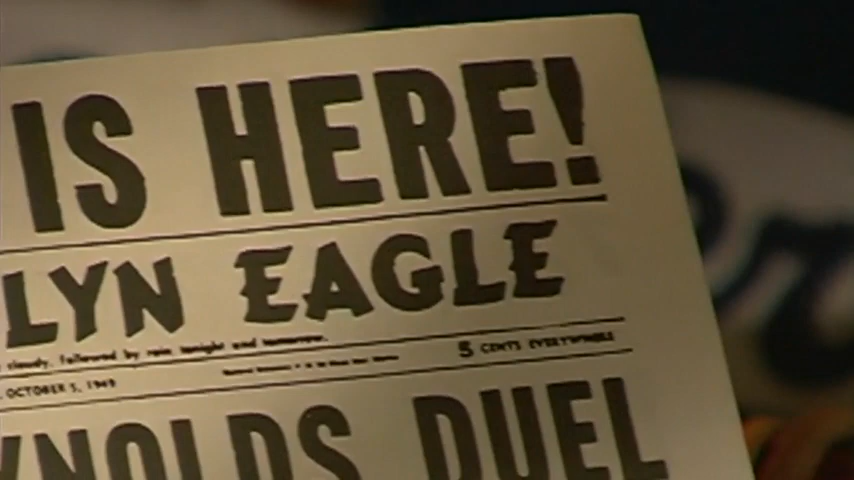 IS HERE!
LYN EAGLE
cloudy, followed by rain tonight and tomorrow.
OCTOBER 5, 1949 5 CENTS EVERYWHERE
YNOLDS DUEL